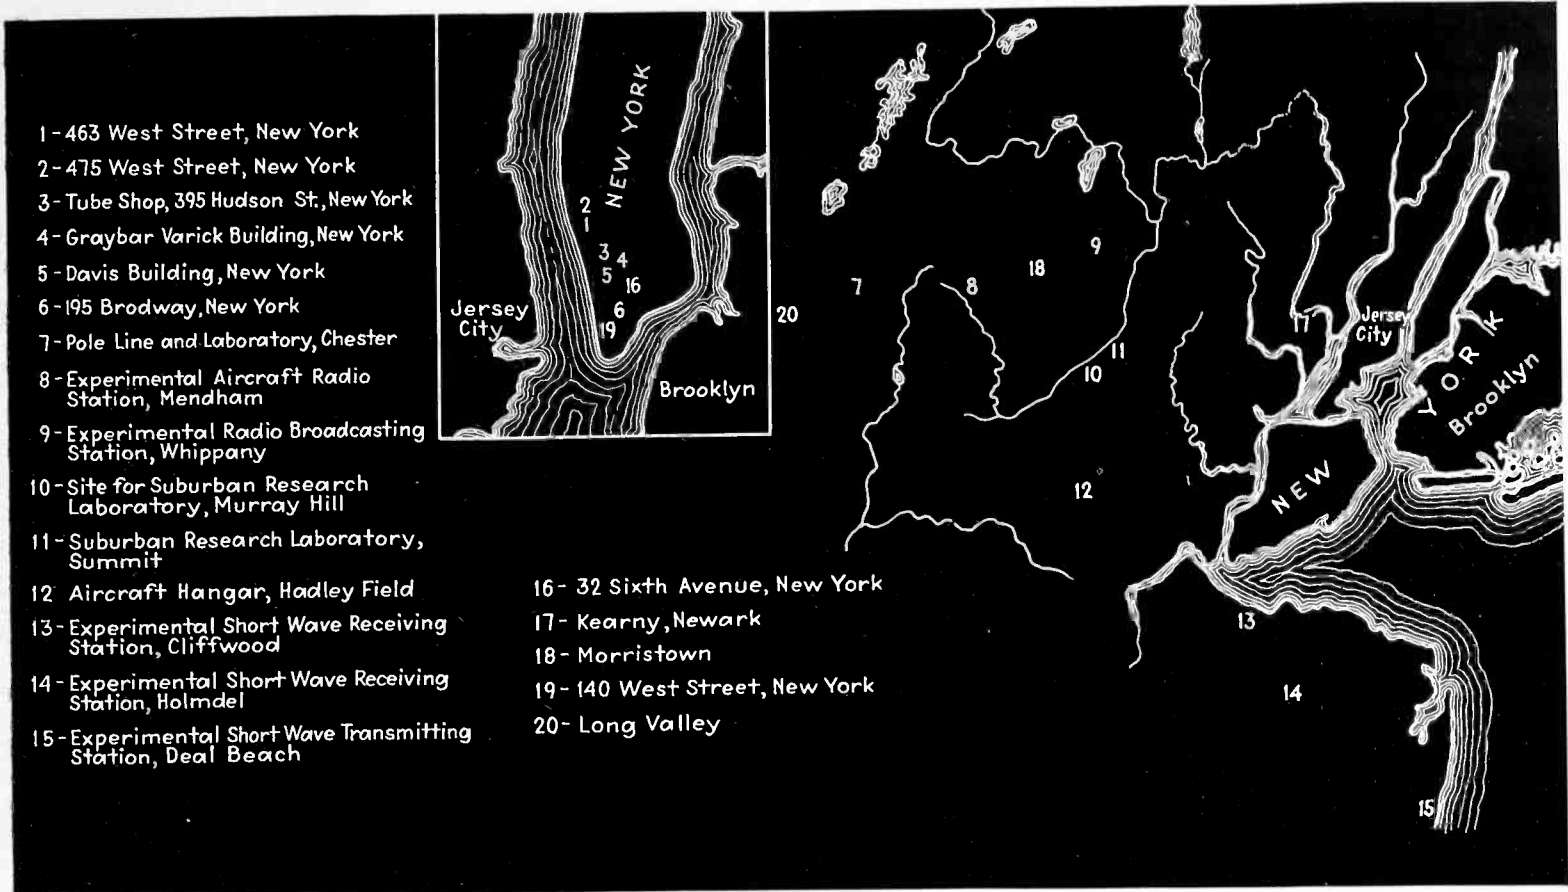 1-463 West Street, New York
2-475 West Street, New York
3-Tube Shop, 395 Hudson St., New York
4-Graybar Varick Building, New York
5-Davis Building, New York
6-195 Brodway, New York
7-Pole Line and Laboratory, Chester
8-Experimental Aircraft Radio
Station, Mendham
9-Experimental Radio Broadcasting
Station, Whippany
10-Site for Suburban Research
Laboratory, Murray Hill
11-Suburban Research Laboratory,
Summit
12 Aircraft Hangar, Hadley Field
13-Experimental Short Wave Receiving
Station, Cliffwood
14-Experimental Short Wave Receiving
Station, Holmdel
15-Experimental Short Wave Transmitting
Station, Deal Beach
16- 32 Sixth Avenue, New York
17- Kearny, Newark
18- Morristown
19-140 West Street, New York
20- Long Valley
NEW YORK
2
1
3 4
5
16
6
19
Jersey
City
Brooklyn
9
18
7
8
20
17
Jersey
City
11
10
NEW YORK
Brooklyn
12
13
14
15